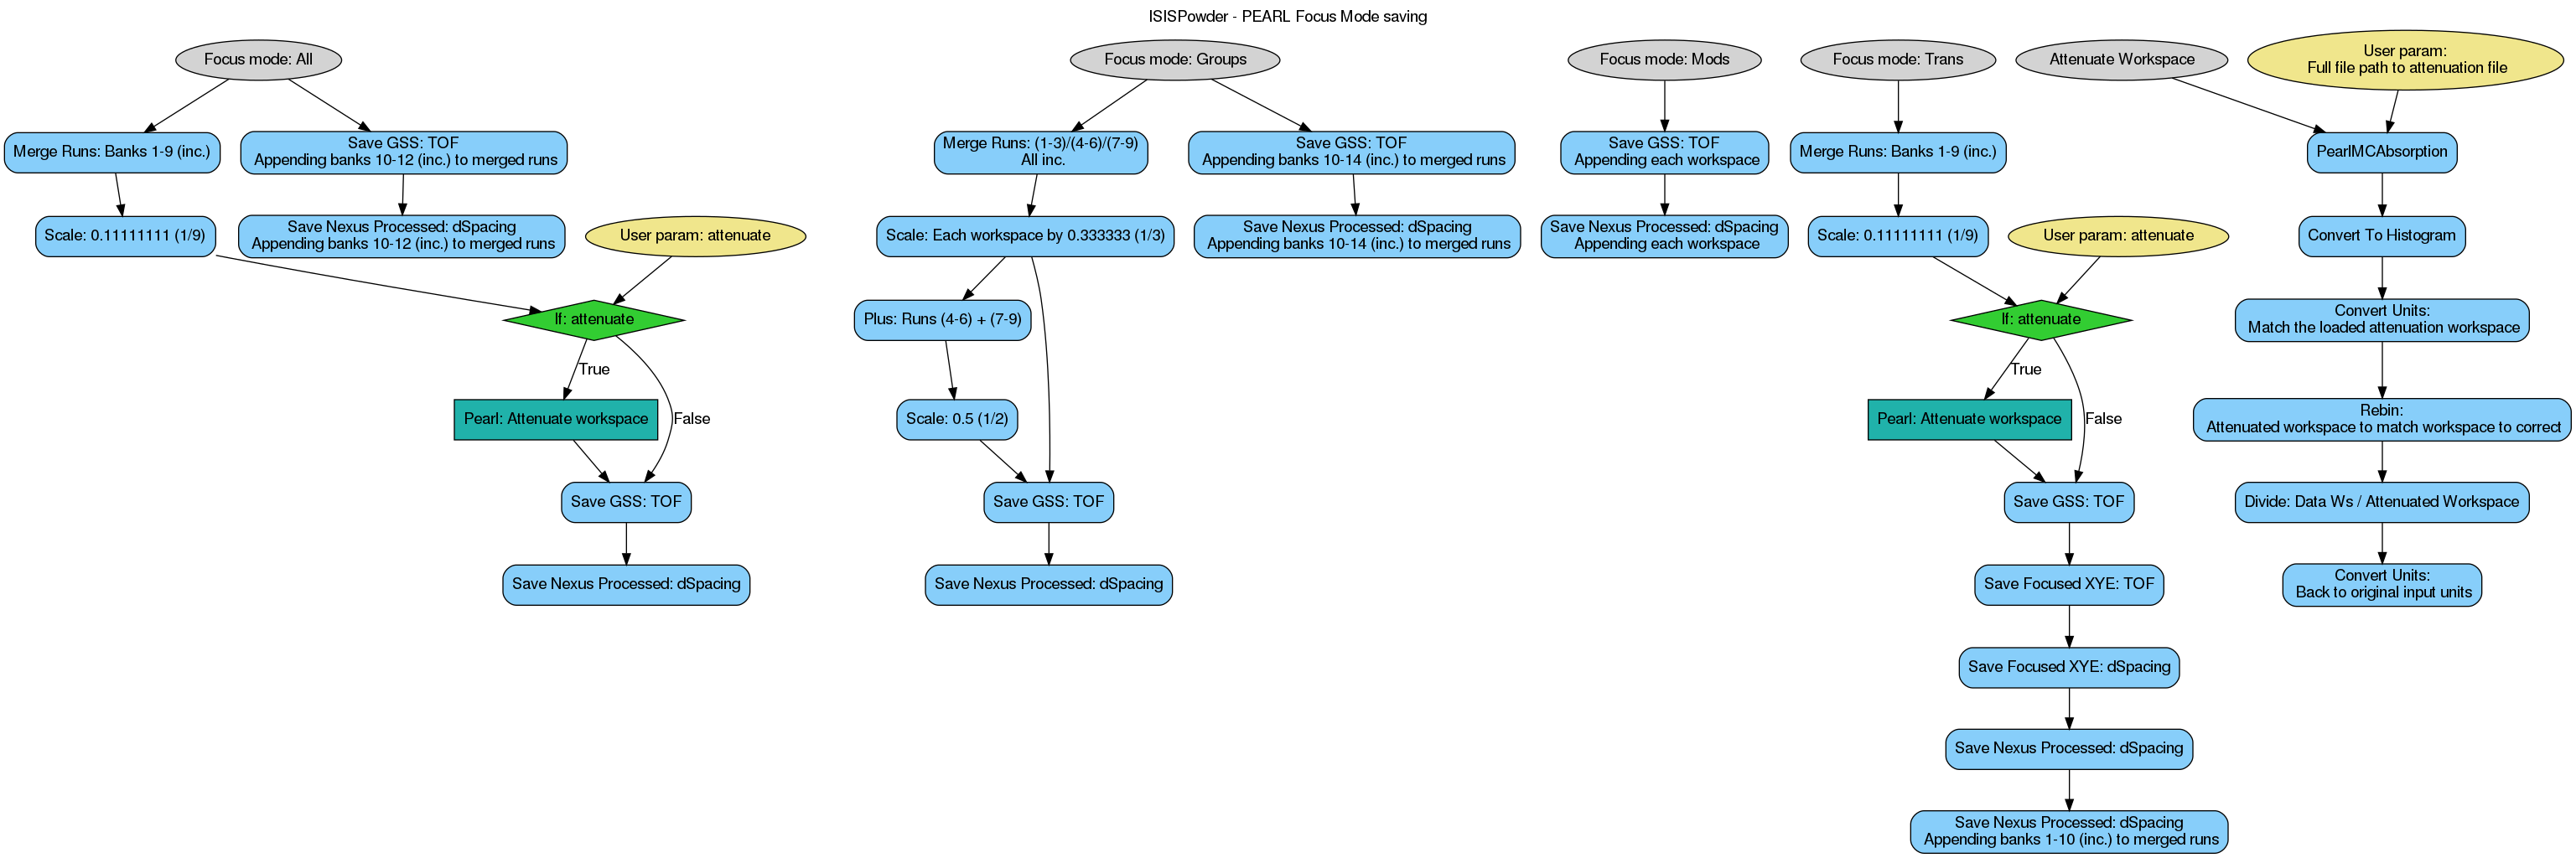 ISISPowder - PEARL Focus Mode saving
Focus mode: All
Merge Runs: Banks 1-9 (inc.)
Save GSS: TOF
Appending banks 10-12 (inc.) to merged runs
Scale: 0.11111111 (1/9)
Save Nexus Processed: dSpacing
Appending banks 10-12 (inc.) to merged runs
User param: attenuate
If: attenuate
True
False
Pearl: Attenuate workspace
Save GSS: TOF
Save Nexus Processed: dSpacing
Focus mode: Groups
Merge Runs: (1-3)/(4-6)/(7-9)
All inc.
Save GSS: TOF
Appending banks 10-14 (inc.) to merged runs
Scale: Each workspace by 0.333333 (1/3)
Save Nexus Processed: dSpacing
Appending banks 10-14 (inc.) to merged runs
Plus: Runs (4-6) + (7-9)
Scale: 0.5 (1/2)
Save GSS: TOF
Save Nexus Processed: dSpacing
Focus mode: Mods
Save GSS: TOF
Appending each workspace
Save Nexus Processed: dSpacing
Appending each workspace
Focus mode: Trans
Merge Runs: Banks 1-9 (inc.)
Scale: 0.11111111 (1/9)
User param: attenuate
If: attenuate
True
False
Pearl: Attenuate workspace
Save GSS: TOF
Save Focused XYE: TOF
Save Focused XYE: dSpacing
Save Nexus Processed: dSpacing
Save Nexus Processed: dSpacing
Appending banks 1-10 (inc.) to merged runs
Attenuate Workspace
User param:
Full file path to attenuation file
PearlMCAbsorption
Convert To Histogram
Convert Units:
Match the loaded attenuation workspace
Rebin:
Attenuated workspace to match workspace to correct
Divide: Data Ws / Attenuated Workspace
Convert Units:
Back to original input units